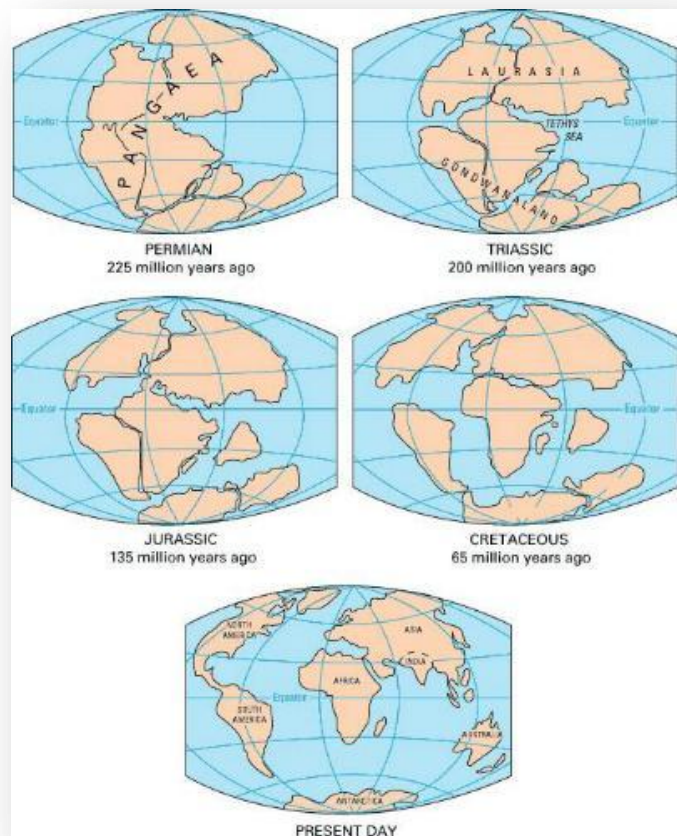 PANGAEA
Equator
PERMIAN
225 million years ago
LAURASIA
TETHYS
SEA
Equator
GONDWANALAND
TRIASSIC
200 million years ago
Equator
JURASSIC
135 million years ago
Equator
CRETACEOUS
65 million years ago
NORTH
AMERICA
ASIA
INDIA
AFRICA
Equator
SOUTH
AMERICA
AUSTRALIA
ANTARCTICA
PRESENT DAY